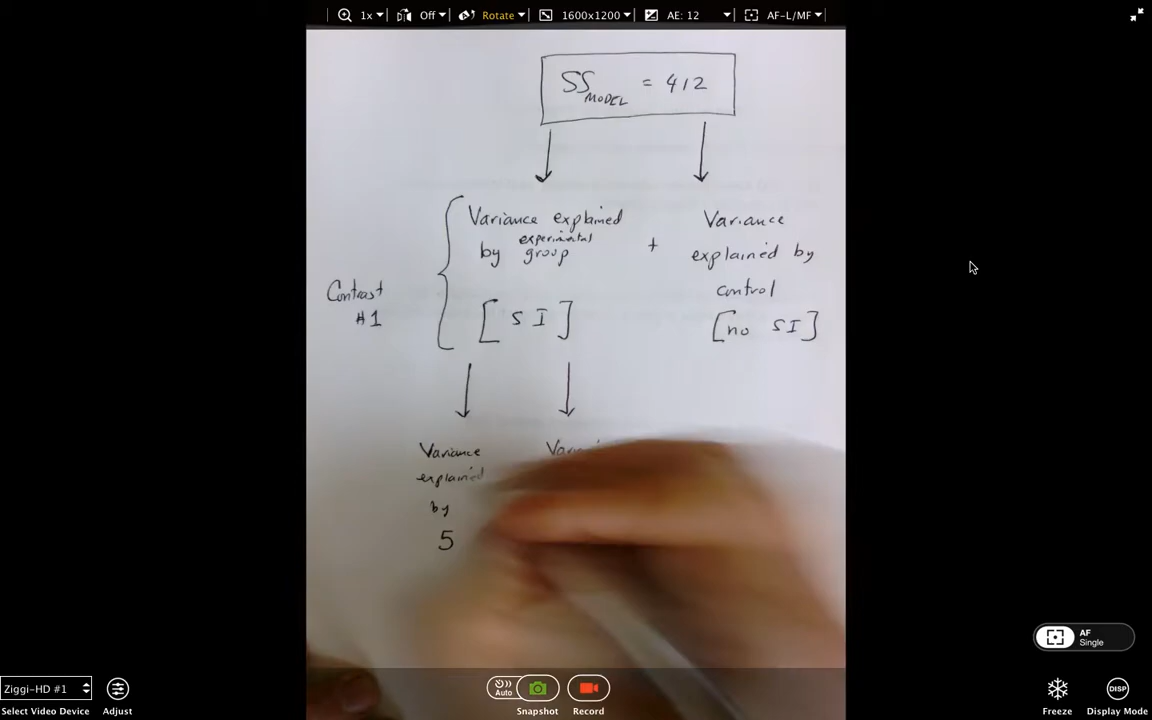 1x
Off
Rotate
1600x1200
AE: 12
AF-L/MF
SS MODEL = 412
Variance explained
by experimental group
+
Variance
explained by
control
[no SI]
Contrast
#1
[SI]
Variance
explained
by
5
AF
Single
Ziggi-HD #1
Select Video Device
Adjust
Auto
Snapshot
Record
Freeze
DISP
Display Mode